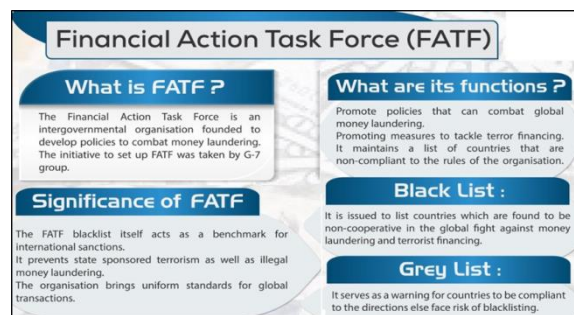 Financial Action Task Force (FATF)
What is FATF ?
The Financial Action Task Force is an
intergovernmental organisation founded to
develop policies to combat money laundering.
The initiative to set up FATF was taken by G-7
group.
Significance of FATF
The FATF blacklist itself acts as a benchmark for
international sanctions.
It prevents state sponsored terrorism as well as illegal
money laundering.
The organisation brings uniform standards for global
transactions.
What are its functions ?
Promote policies that can combat global
money laundering.
Promoting measures to tackle terror financing.
It maintains a list of countries that are
non-compliant to the rules of the organisation.
Black List :
It is issued to list countries which are found to be
non-cooperative in the global fight against money
laundering and terrorist financing.
Grey List :
It serves as a warning for countries to be compliant
to the directions else face risk of blacklisting.